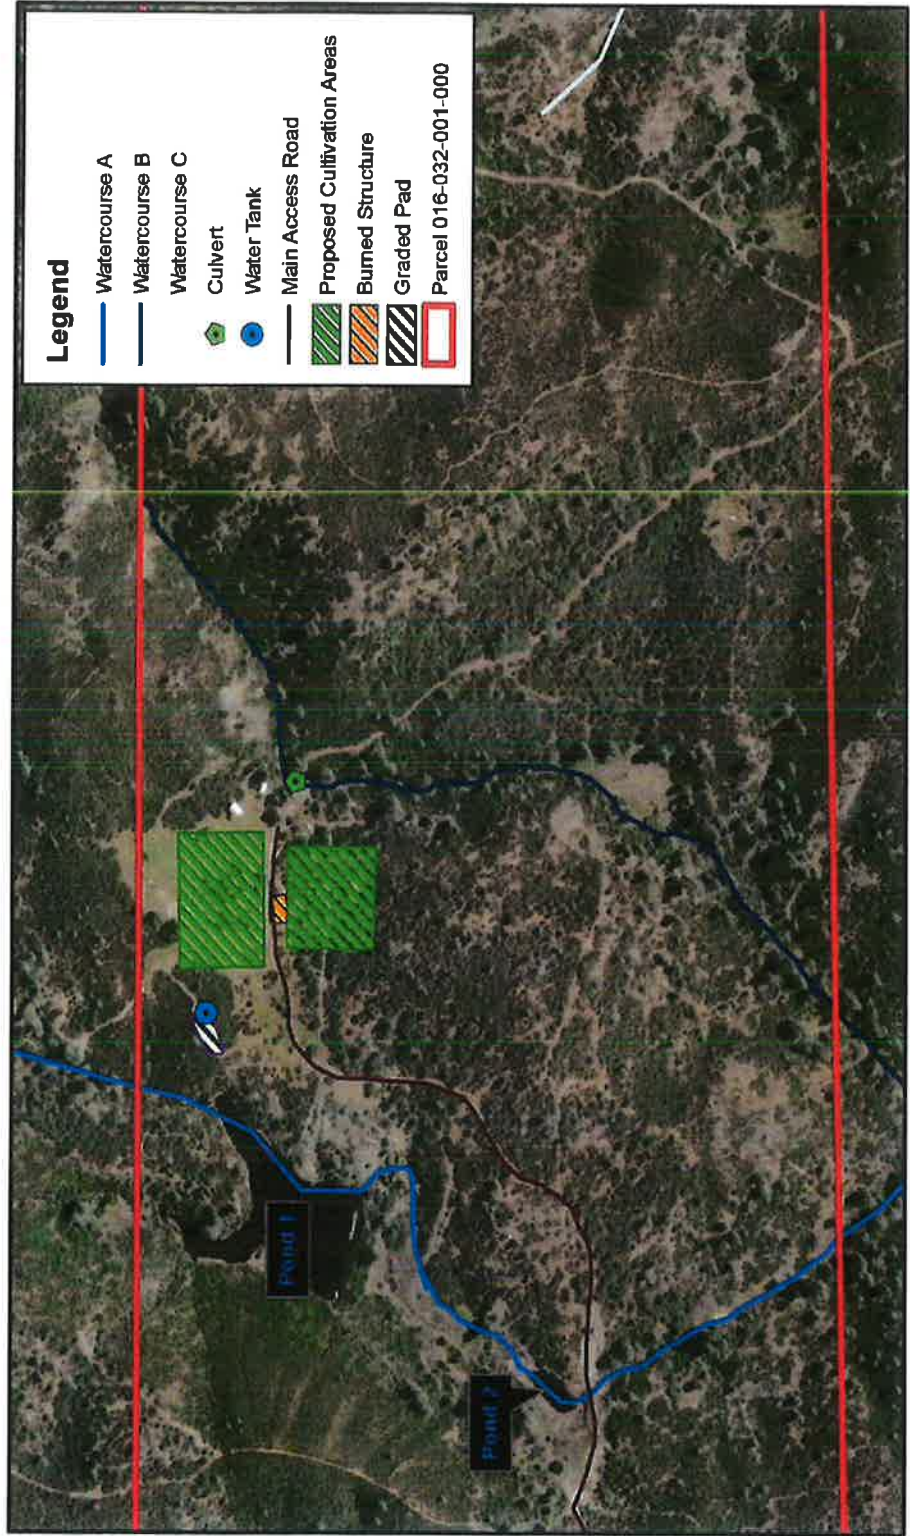 Legend
Watercourse A
Watercourse B
Watercourse C
Culvert
Water Tank
Main Access Road
Proposed Cultivation Areas
Burned Structure
Graded Pad
Parcel 016-032-001-000
Pond 1
Pond 2